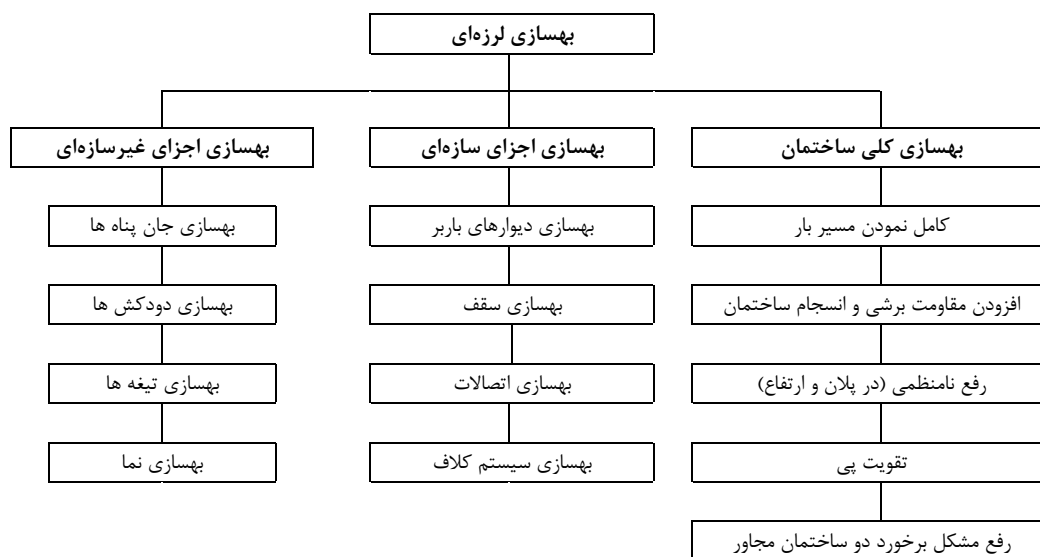 بهسازی لرزه‌ای
بهسازی کلی ساختمان
بهسازی اجزای سازه‌ای
بهسازی اجزای غیرسازه‌ای
کامل نمودن مسیر بار
بهسازی دیوارهای باربر
بهسازی جان پناه ها
افزودن مقاومت برشی و انسجام ساختمان
بهسازی سقف
بهسازی دودکش ها
رفع نامنظمی (در پلان و ارتفاع)
بهسازی اتصالات
بهسازی تیغه ها
تقویت پی
بهسازی سیستم کلاف
بهسازی نما
رفع مشکل برخورد دو ساختمان مجاور